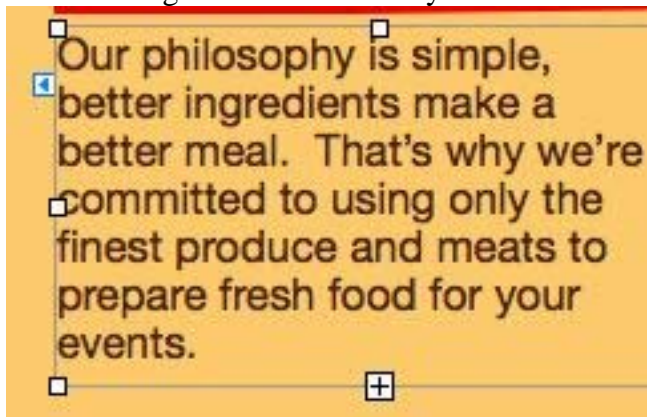 Our philosophy is simple,
better ingredients make a
better meal.  That's why we're
committed to using only the
finest produce and meats to
prepare fresh food for your
events.